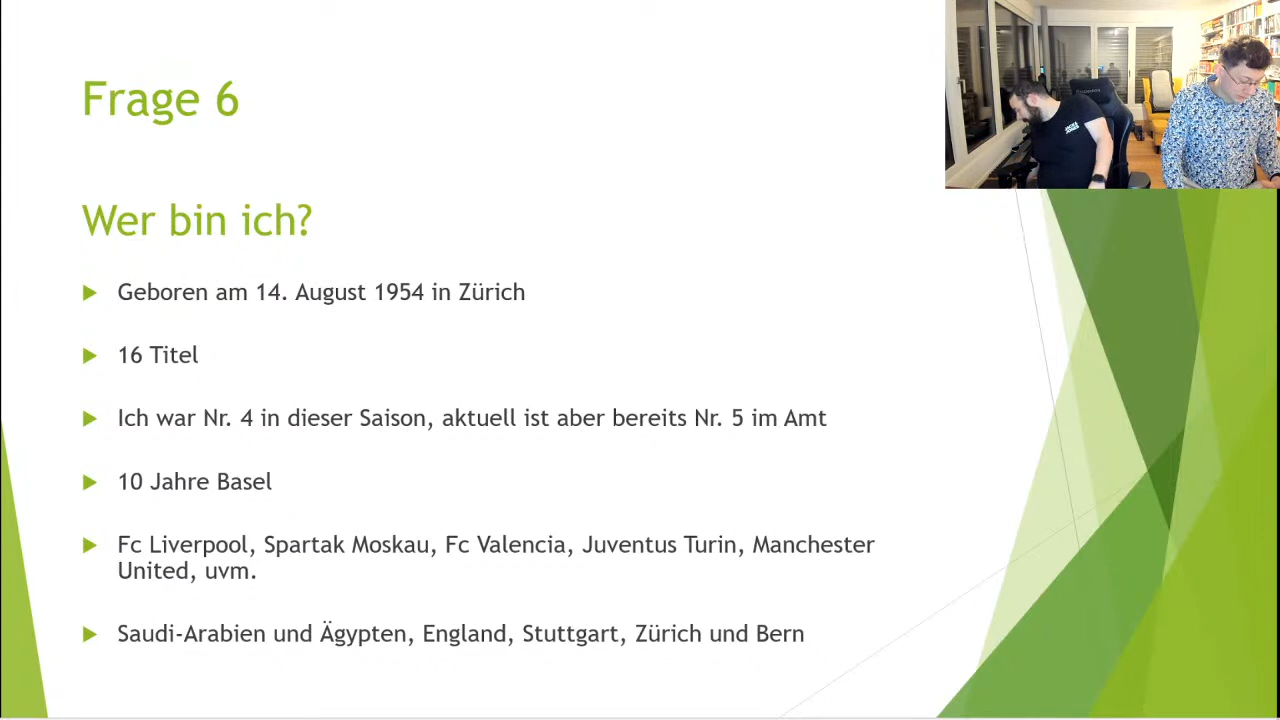 Frage 6
Wer bin ich?
Geboren am 14. August 1954 in Zürich
16 Titel
Ich war Nr. 4 in dieser Saison, aktuell ist aber bereits Nr. 5 im Amt
10 Jahre Basel
Fc Liverpool, Spartak Moskau, Fc Valencia, Juventus Turin, Manchester
United, uvm.
Saudi-Arabien und Ägypten, England, Stuttgart, Zürich und Bern
JACK &
JONES